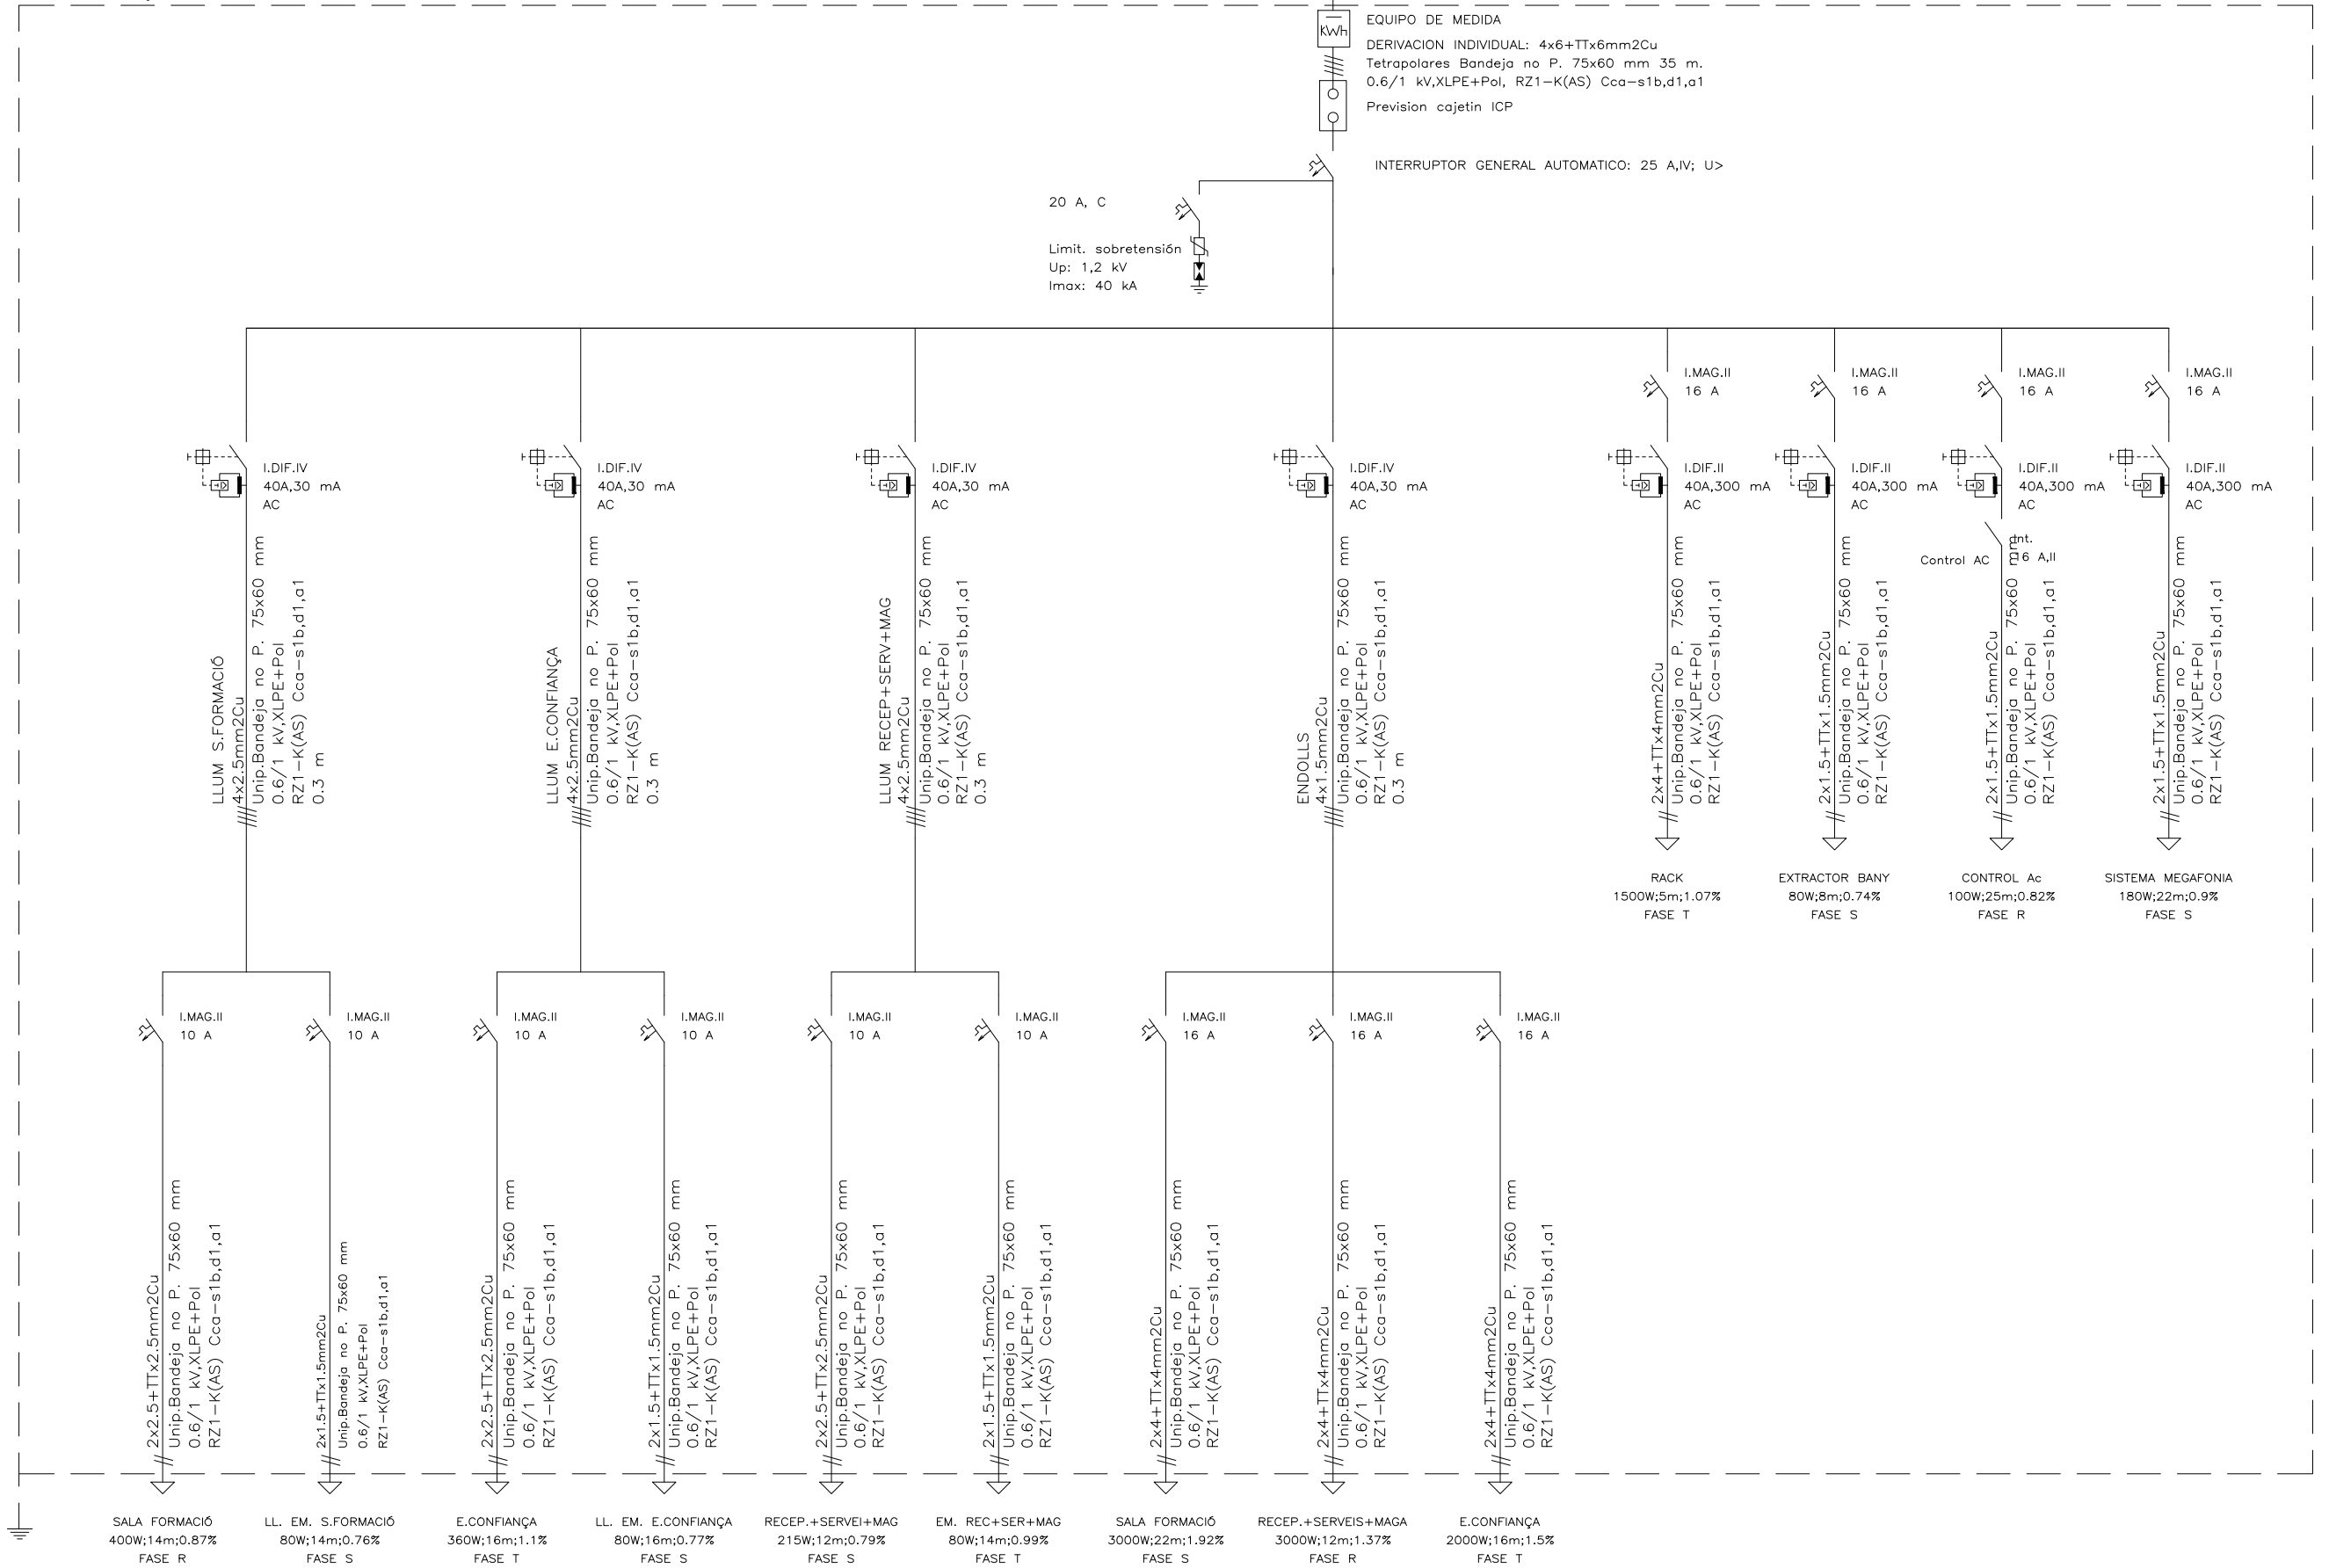 KWh
EQUIPO DE MEDIDA
DERIVACION INDIVIDUAL: 4x6+TTx6mm2Cu
Tetrapolares Bandeja no P. 75x60 mm 35 m.
0.6/1 kV,XLPE+Pol, RZ1-K(AS) Cca-s1b,d1,a1
Prevision cajetin ICP
INTERRUPTOR GENERAL AUTOMATICO: 25 A,IV; U>
20 A, C
Limit. sobretensión
Up: 1,2 kV
Imax: 40 kA
I.DIF.IV
40A,30 mA
AC
LLUM S.FORMACIÓ
4x2.5mm2Cu
Unip.Bandeja no P. 75x60 mm
0.6/1 kV,XLPE+Pol
RZ1-K(AS) Cca-s1b,d1,a1
0.3 m
I.DIF.IV
40A,30 mA
AC
LLUM E.CONFIANÇA
4x2.5mm2Cu
Unip.Bandeja no P. 75x60 mm
0.6/1 kV,XLPE+Pol
RZ1-K(AS) Cca-s1b,d1,a1
0.3 m
I.DIF.IV
40A,30 mA
AC
LLUM RECEP+SERV+MAG
4x2.5mm2Cu
Unip.Bandeja no P. 75x60 mm
0.6/1 kV,XLPE+Pol
RZ1-K(AS) Cca-s1b,d1,a1
0.3 m
I.DIF.IV
40A,30 mA
AC
ENDOLLS
4x1.5mm2Cu
Unip.Bandeja no P. 75x60 mm
0.6/1 kV,XLPE+Pol
RZ1-K(AS) Cca-s1b,d1,a1
0.3 m
I.MAG.II
16 A
I.DIF.II
40A,300 mA
AC
2x4+TTx4mm2Cu
Unip.Bandeja no P. 75x60 mm
0.6/1 kV,XLPE+Pol
RZ1-K(AS) Cca-s1b,d1,a1
RACK
1500W;5m;1.07%
FASE T
I.MAG.II
16 A
I.DIF.II
40A,300 mA
AC
2x1.5+TTx1.5mm2Cu
Unip.Bandeja no P. 75x60 mm
0.6/1 kV,XLPE+Pol
RZ1-K(AS) Cca-s1b,d1,a1
EXTRACTOR BANY
80W;8m;0.74%
FASE S
I.MAG.II
16 A
I.DIF.II
40A,300 mA
AC
Control AC
Int.
16 A,II
2x1.5+TTx1.5mm2Cu
Unip.Bandeja no P. 75x60 mm
0.6/1 kV,XLPE+Pol
RZ1-K(AS) Cca-s1b,d1,a1
CONTROL Ac
100W;25m;0.82%
FASE R
I.MAG.II
16 A
I.DIF.II
40A,300 mA
AC
2x1.5+TTx1.5mm2Cu
Unip.Bandeja no P. 75x60 mm
0.6/1 kV,XLPE+Pol
RZ1-K(AS) Cca-s1b,d1,a1
SISTEMA MEGAFONIA
180W;22m;0.9%
FASE S
I.MAG.II
10 A
2x2.5+TTx2.5mm2Cu
Unip.Bandeja no P. 75x60 mm
0.6/1 kV,XLPE+Pol
RZ1-K(AS) Cca-s1b,d1,a1
SALA FORMACIÓ
400W;14m;0.87%
FASE R
I.MAG.II
10 A
2x1.5+TTx1.5mm2Cu
Unip.Bandeja no P. 75x60 mm
0.6/1 kV,XLPE+Pol
RZ1-K(AS) Cca-s1b,d1,a1
LL. EM. S.FORMACIÓ
80W;14m;0.76%
FASE S
I.MAG.II
10 A
2x2.5+TTx2.5mm2Cu
Unip.Bandeja no P. 75x60 mm
0.6/1 kV,XLPE+Pol
RZ1-K(AS) Cca-s1b,d1,a1
E.CONFIANÇA
360W;16m;1.1%
FASE T
I.MAG.II
10 A
2x1.5+TTx1.5mm2Cu
Unip.Bandeja no P. 75x60 mm
0.6/1 kV,XLPE+Pol
RZ1-K(AS) Cca-s1b,d1,a1
LL. EM. E.CONFIANÇA
80W;16m;0.77%
FASE S
I.MAG.II
10 A
2x2.5+TTx2.5mm2Cu
Unip.Bandeja no P. 75x60 mm
0.6/1 kV,XLPE+Pol
RZ1-K(AS) Cca-s1b,d1,a1
RECEP.+SERVEI+MAG
215W;12m;0.79%
FASE S
I.MAG.II
10 A
2x1.5+TTx1.5mm2Cu
Unip.Bandeja no P. 75x60 mm
0.6/1 kV,XLPE+Pol
RZ1-K(AS) Cca-s1b,d1,a1
EM. REC+SER+MAG
80W;14m;0.99%
FASE T
I.MAG.II
16 A
2x4+TTx4mm2Cu
Unip.Bandeja no P. 75x60 mm
0.6/1 kV,XLPE+Pol
RZ1-K(AS) Cca-s1b,d1,a1
SALA FORMACIÓ
3000W;22m;1.92%
FASE S
I.MAG.II
16 A
2x4+TTx4mm2Cu
Unip.Bandeja no P. 75x60 mm
0.6/1 kV,XLPE+Pol
RZ1-K(AS) Cca-s1b,d1,a1
RECEP.+SERVEIS+MAGA
3000W;12m;1.37%
FASE R
I.MAG.II
16 A
2x4+TTx4mm2Cu
Unip.Bandeja no P. 75x60 mm
0.6/1 kV,XLPE+Pol
RZ1-K(AS) Cca-s1b,d1,a1
E.CONFIANÇA
2000W;16m;1.5%
FASE T